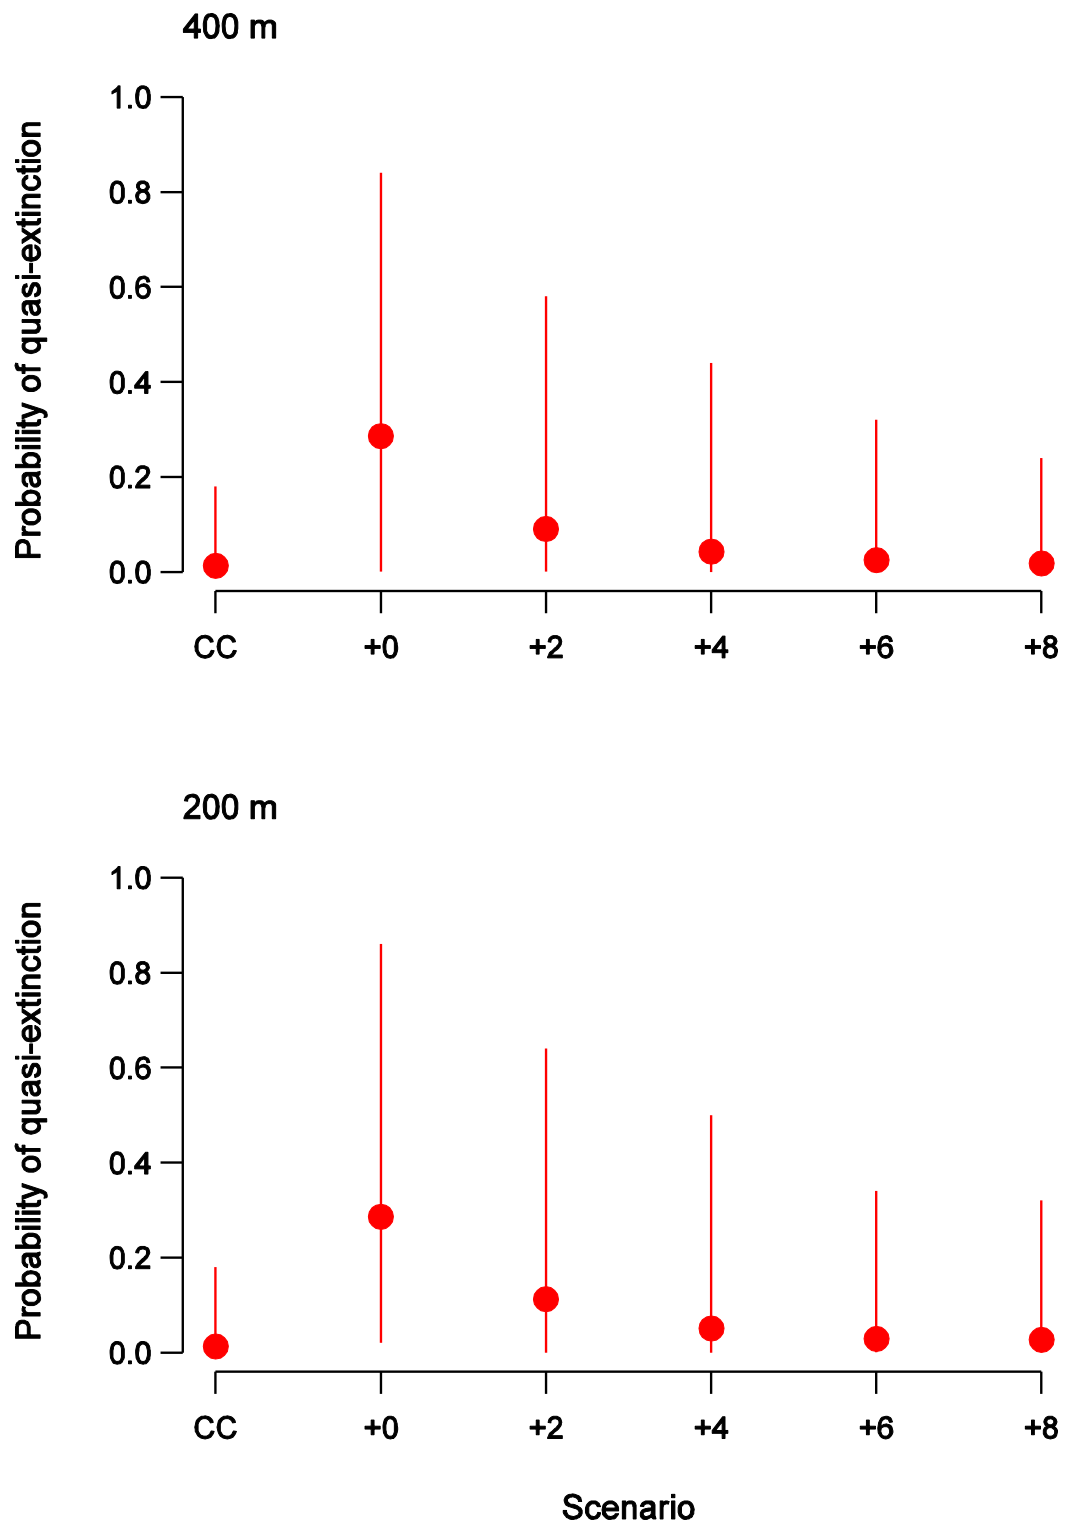 400 m
Probability of quasi-extinction
1.0
0.8
0.6
0.4
0.2
0.0
CC +0 +2 +4 +6 +8
200 m
Probability of quasi-extinction
1.0
0.8
0.6
0.4
0.2
0.0
CC +0 +2 +4 +6 +8
Scenario